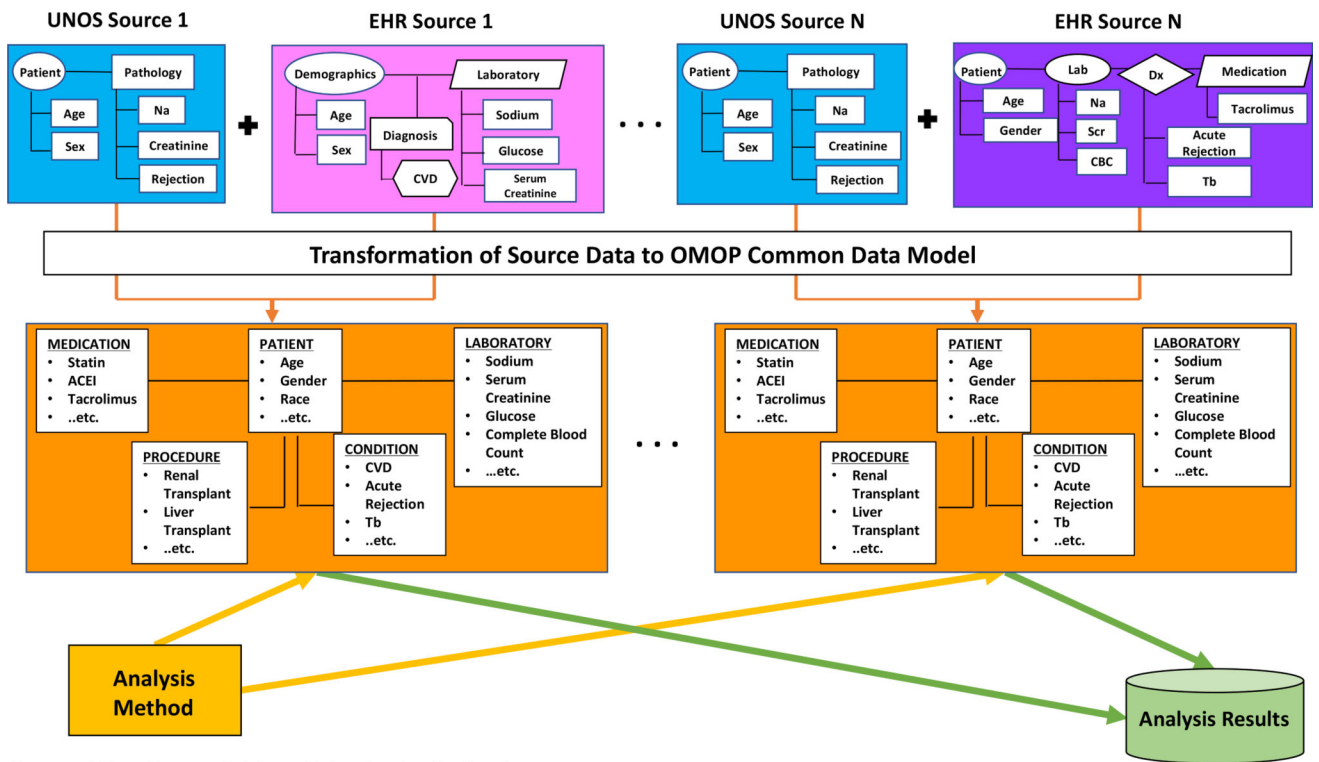 UNOS Source 1
EHR Source 1
UNOS Source N
EHR Source N
Patient
Pathology
Age
Sex
Na
Creatinine
Rejection
Demographics
Laboratory
Age
Sex
Diagnosis
CVD
Sodium
Glucose
Serum
Creatinine
. . .
Patient
Pathology
Age
Sex
Na
Creatinine
Rejection
Patient
Lab
Dx
Medication
Age
Gender
Na
Scr
CBC
Tacrolimus
Acute
Rejection
Tb
Transformation of Source Data to OMOP Common Data Model
MEDICATION
• Statin
• ACEI
• Tacrolimus
• ..etc.
PATIENT
• Age
• Gender
• Race
• ..etc.
LABORATORY
• Sodium
• Serum
Creatinine
• Glucose
• Complete Blood
Count
• ...etc.
PROCEDURE
• Renal
Transplant
• Liver
Transplant
• ..etc.
CONDITION
• CVD
• Acute
Rejection
• Tb
• ..etc.
. . .
MEDICATION
• Statin
• ACEI
• Tacrolimus
• ..etc.
PATIENT
• Age
• Gender
• Race
• ..etc.
LABORATORY
• Sodium
• Serum
Creatinine
• Glucose
• Complete Blood
Count
• ...etc.
PROCEDURE
• Renal
Transplant
• Liver
Transplant
• ..etc.
CONDITION
• CVD
• Acute
Rejection
• Tb
• ..etc.
Analysis
Method
Analysis Results